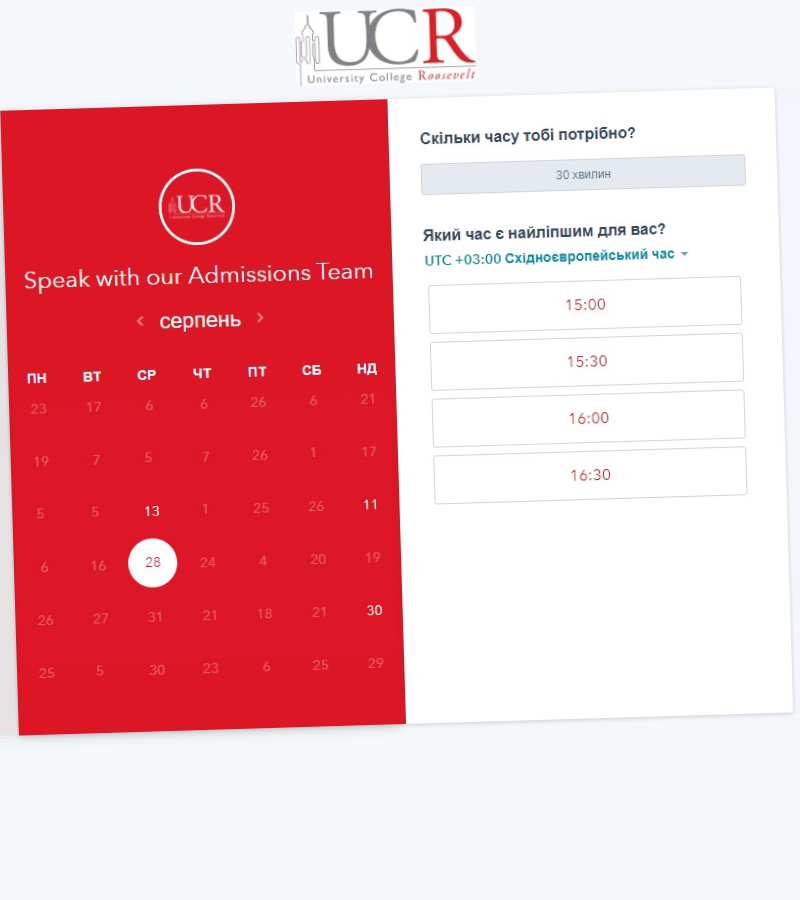 UCR
University College Roosevelt
UCR
University College Roosevelt
Speak with our Admissions Team
серпень
ПН ВТ СР ЧТ ПТ СБ НД
23 17 6 6 26 6 21
19 7 5 7 26 1 17
5 5 13 1 25 26 11
6 16 28 24 4 20 19
26 27 31 21 18 21 30
25 5 30 23 6 25 29
Скільки часу тобі потрібно?
30 хвилин
Який час є найліпшим для вас?
UTC +03:00 Східноєвропейський час
15:00
15:30
16:00
16:30